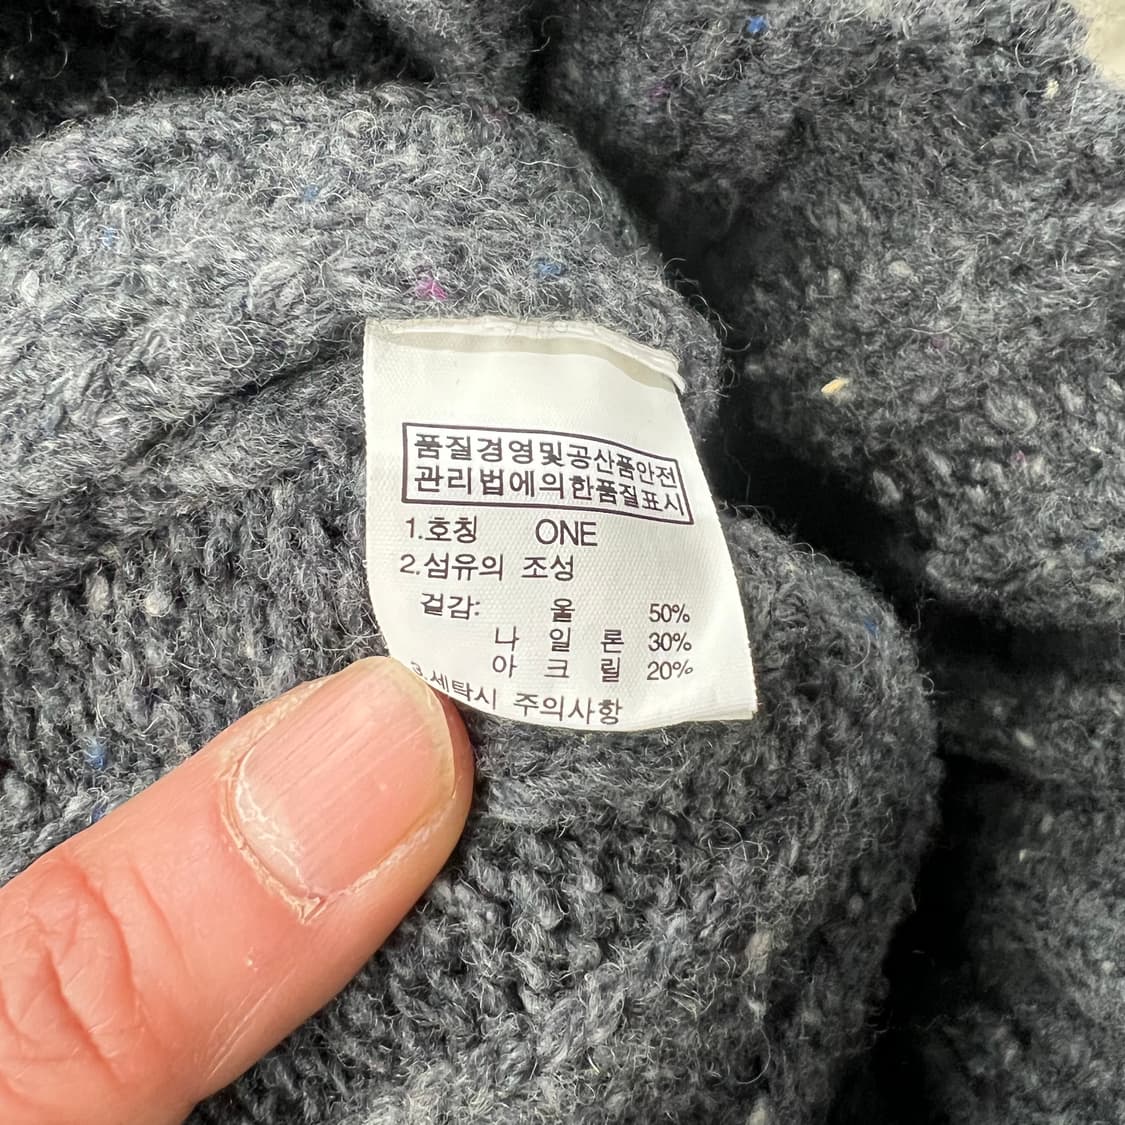 품질경영및공산품안전
관리법에의한품질표시
1.호칭 ONE
2.섬유의 조성
겉감: 울 50%
나 일 론 30%
아 크 릴 20%
3.세탁시 주의사항